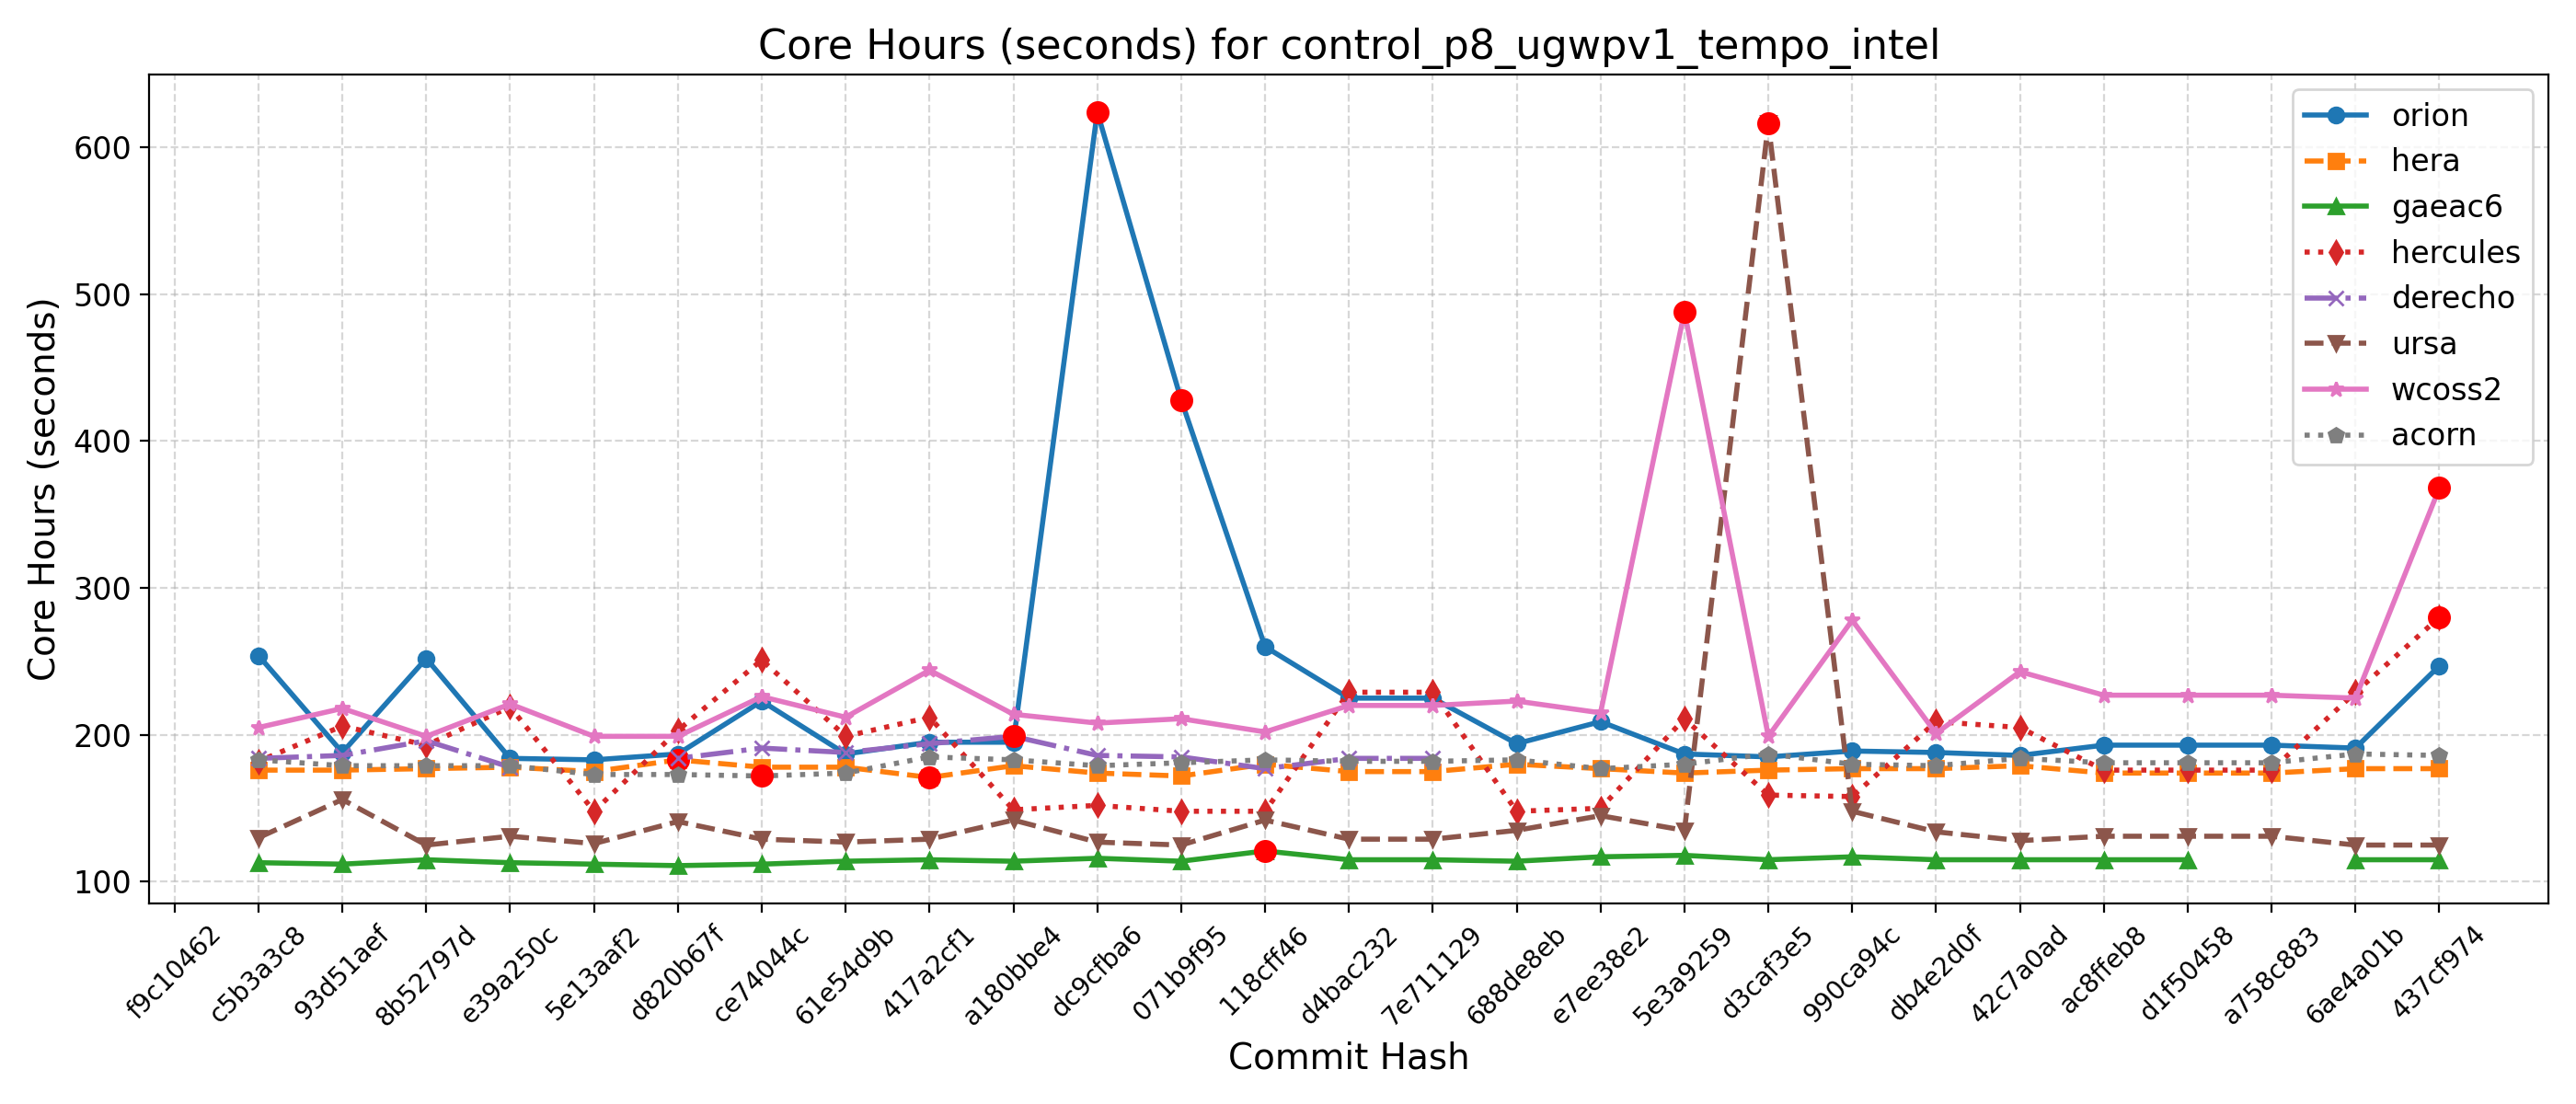 Core Hours (seconds) for control_p8_ugwpv1_tempo_intel
Core Hours (seconds)
600
500
400
300
200
100
orion
hera
gaeac6
hercules
derecho
ursa
wcoss2
acorn
f9c10462
c5b3a3c8
93d51aef
8b52797d
e39a250c
5e13aaf2
d820b67f
ce74044c
61e54d9b
417a2cf1
a180bbe4
dc9cfba6
071b9f95
118cff46
d4bac232
7e711129
688de8eb
e7ee38e2
5e3a9259
d3caf3e5
990ca94c
db4e2d0f
42c7a0ad
ac8ffeb8
d1f50458
a758c883
6ae4a01b
437cf974
Commit Hash